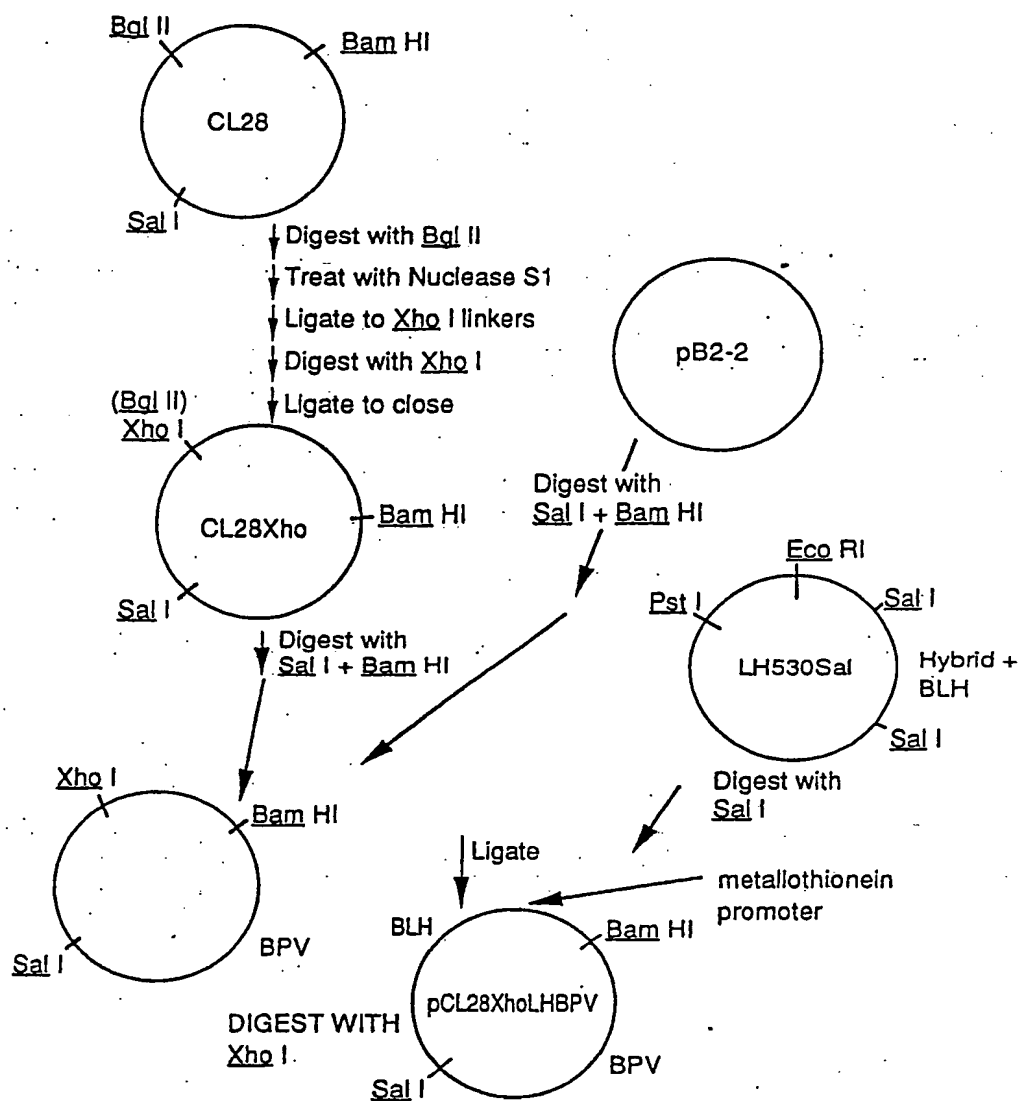 Bgl II
Bam HI
CL28
Sal I
Digest with Bgl II
Treat with Nuclease S1
Ligate to Xho I linkers
Digest with Xho I
Ligate to close
pB2-2
(Bgl II)
Xho I
Bam HI
CL28Xho
Sal I
Digest with
Sal I + Bam HI
Digest with
Sal I + Bam HI
Eco RI
Pst I
Sal I
LH530Sal
Hybrid +
BLH
Sal I
Digest with
Sal I
Xho I
Bam HI
Sal I
BPV
Ligate
metallothionein
promoter
BLH
Bam HI
pCL28XhoLHBPV
DIGEST WITH
Xho I
Sal I
BPV